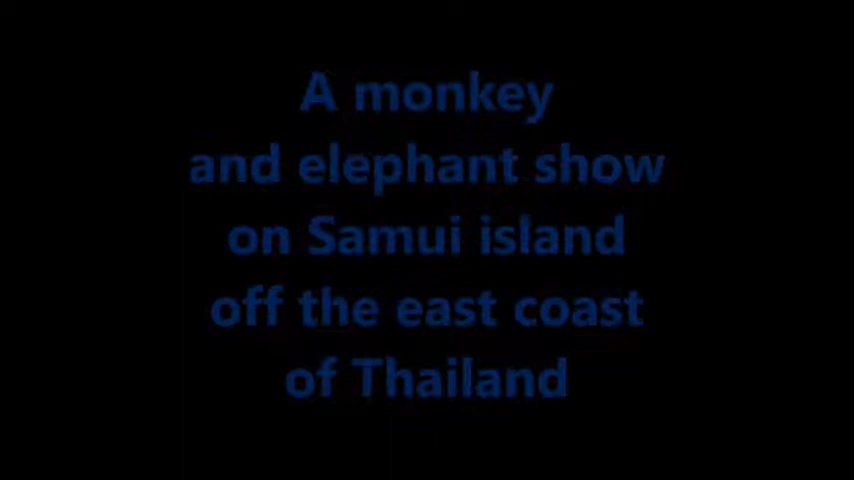 A monkey
and elephant show
on Samui island
off the east coast
of Thailand